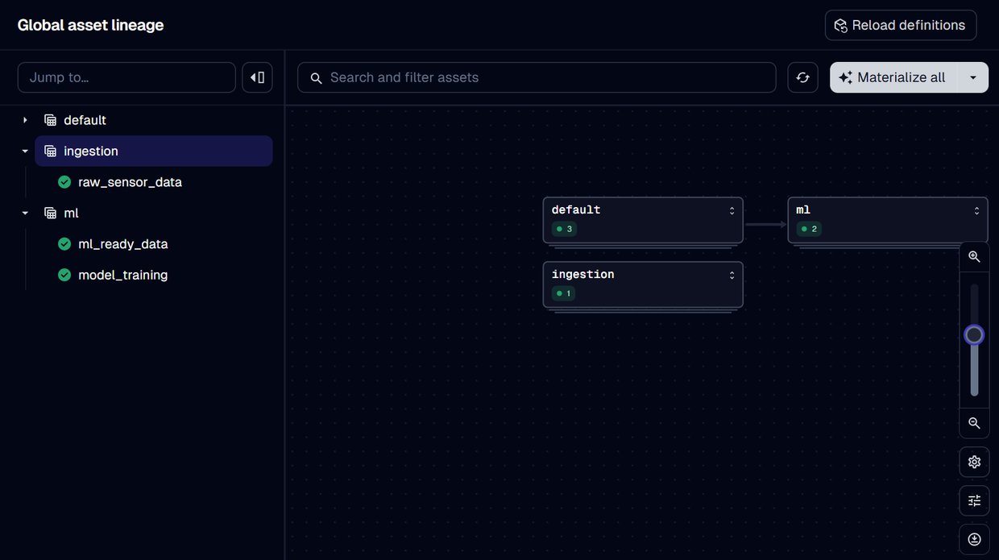 Global asset lineage
Reload definitions
Jump to...
Search and filter assets
Materialize all
default
ingestion
raw_sensor_data
ml
ml_ready_data
model_training
default
3
ml
2
ingestion
1